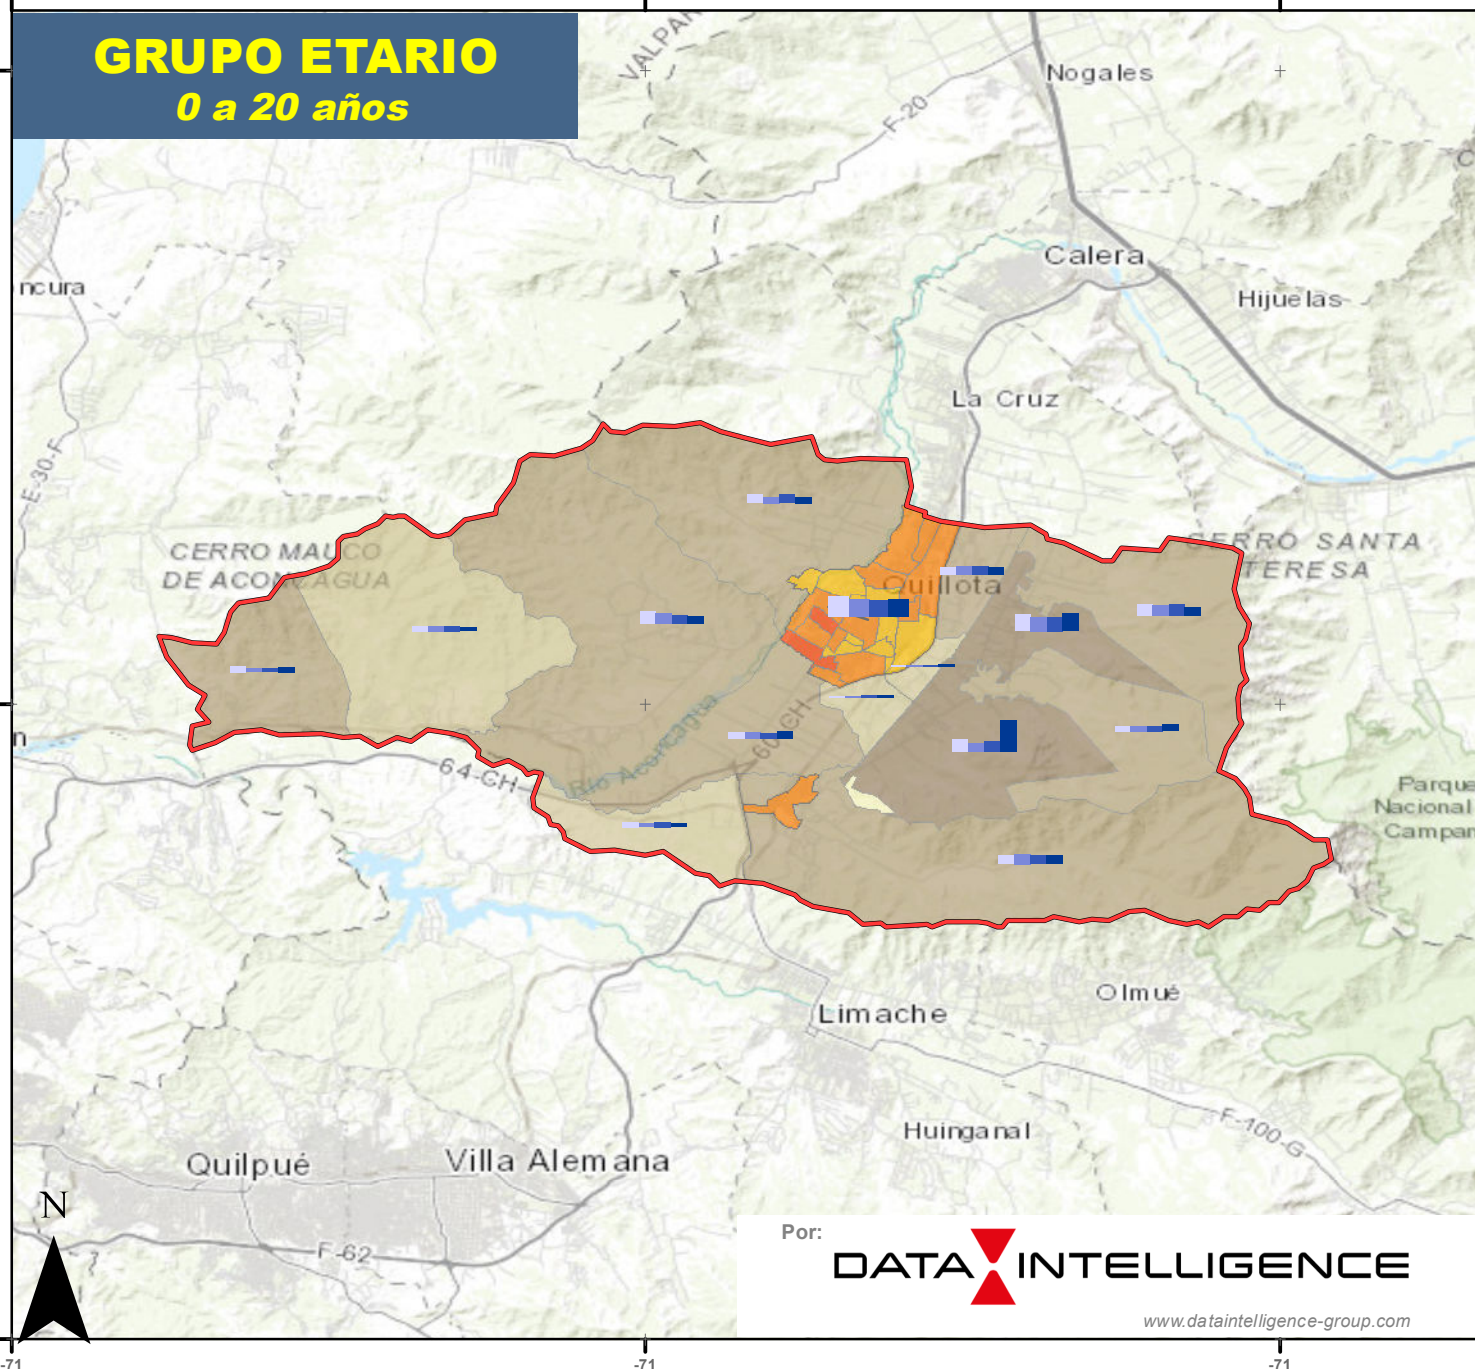 GRUPO ETARIO
0 a 20 años
VALPAR
F-20
Nogales
Calera
Hijuelas
ncura
La Cruz
E-30-F
CERRO MAUCO
DE ACONCAGUA
CERRO SANTA
TERESA
Quillota
Río Aconcagua
60-CH
64-CH
n
Parque
Nacional
Campan
Olmué
Limache
Huinganal
F-100-G
Quilpué
Villa Alemana
F-62
N
Por:
DATA INTELLIGENCE
www.dataintelligence-group.com
-71
-71
-71